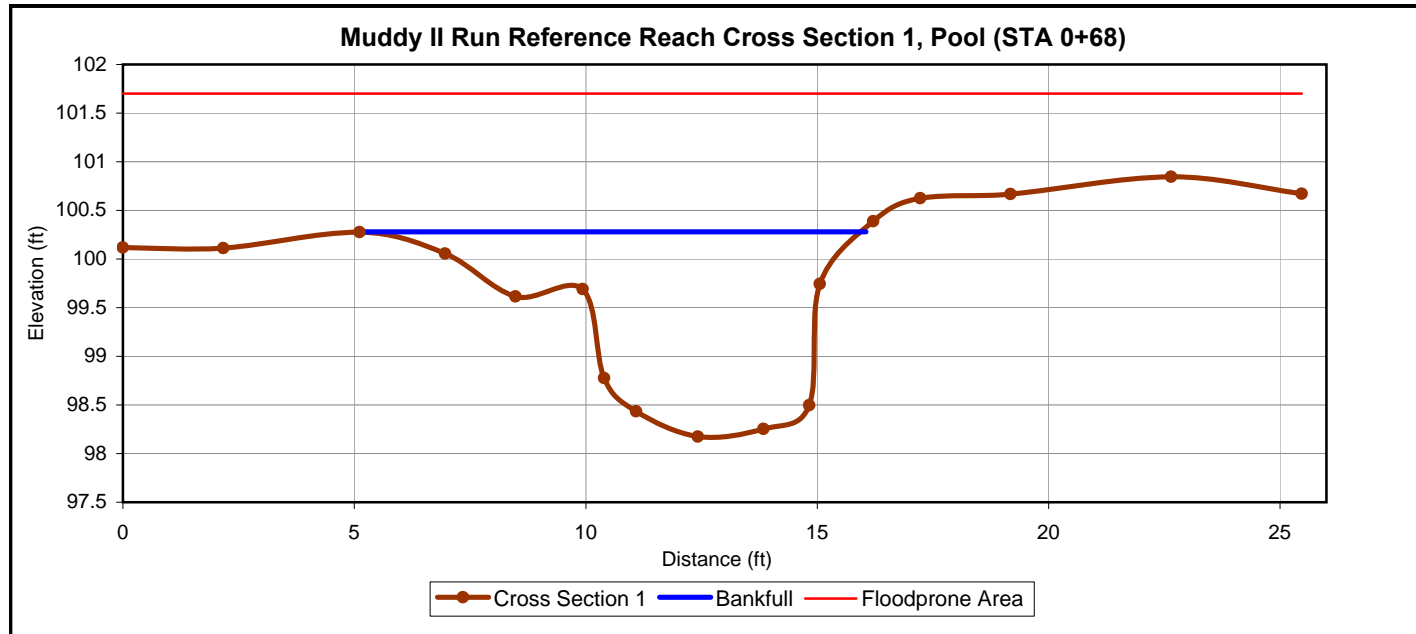 Muddy II Run Reference Reach Cross Section 1, Pool (STA 0+68)
Elevation (ft)
102
101.5
101
100.5
100
99.5
99
98.5
98
97.5
0 5 10 15 20 25
Distance (ft)
Cross Section 1 Bankfull Floodprone Area